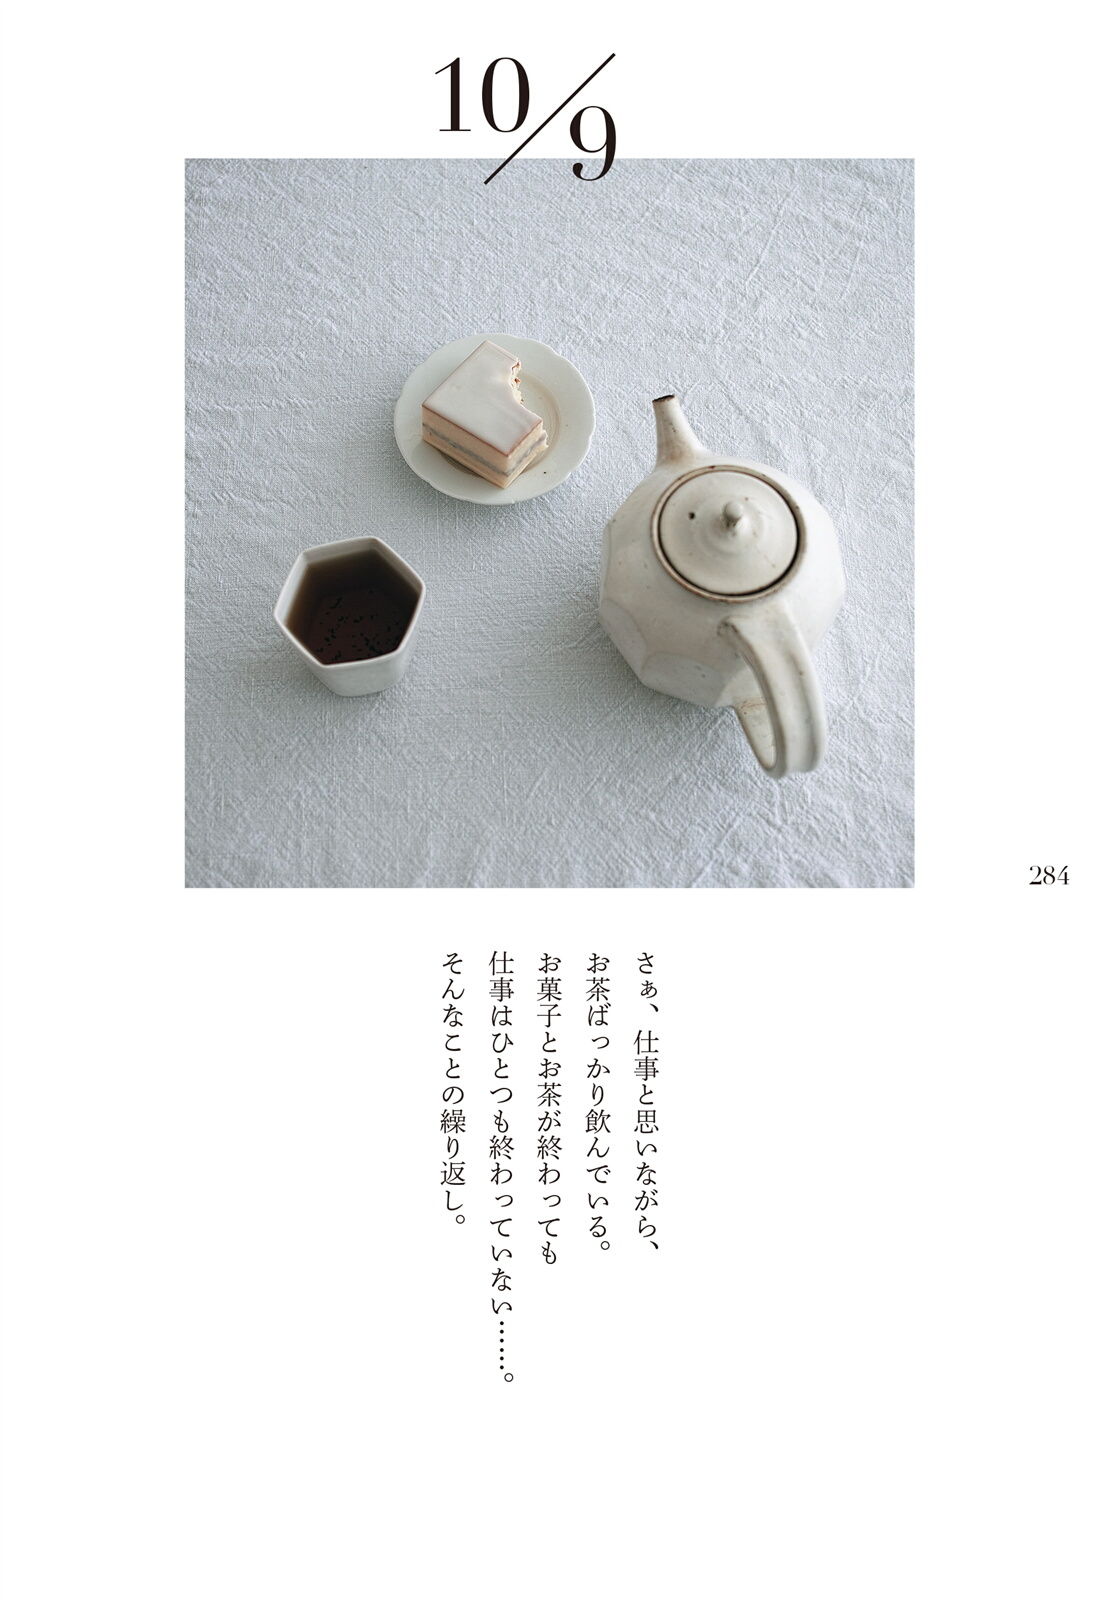 10/9
284
さぁ、仕事と思いながら、
お茶ばっかり飲んでいる。
お菓子とお茶が終わっても
仕事はひとつも終わっていない……。
そんなことの繰り返し。